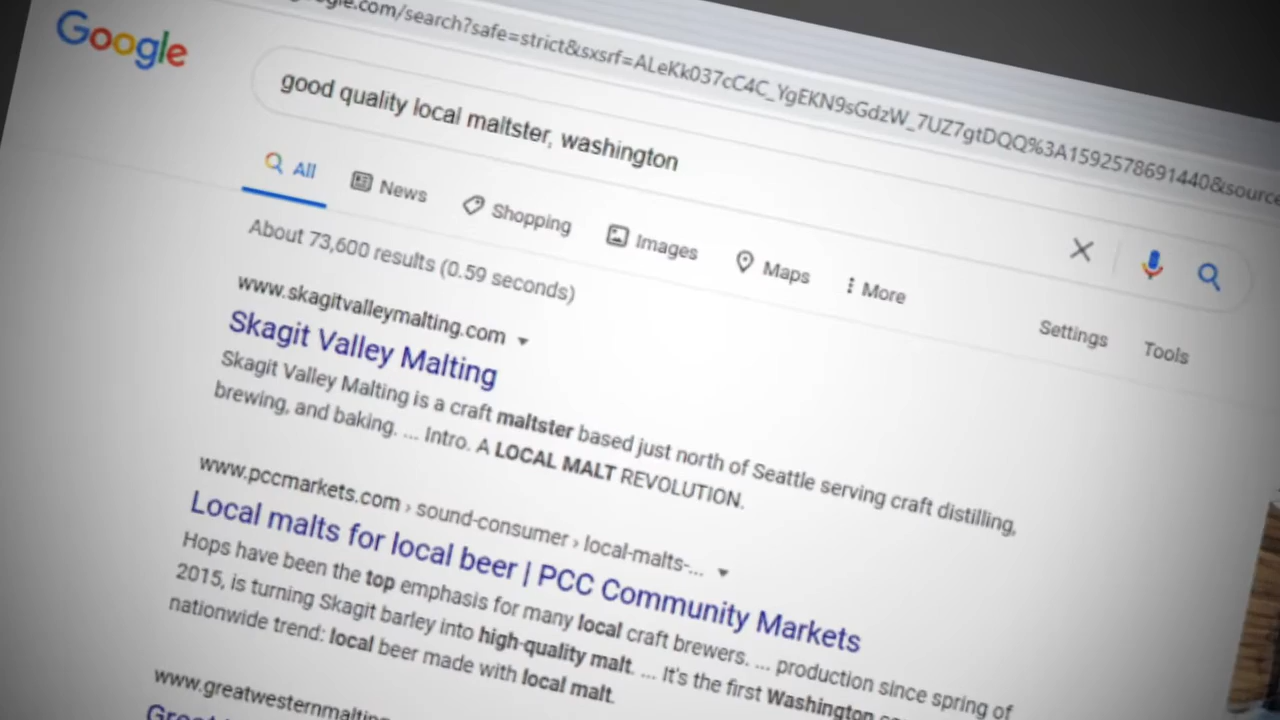 google.com/search?safe=strict&sxsrf=ALeKk037cC4C_YgEKN9sGdzW_7UZ7gtDQQ%3A1592578691440&source
Google
good quality local maltster, washington
All News Shopping Images Maps More
Settings Tools
About 73,600 results (0.59 seconds)
www.skagitvalleymalting.com
Skagit Valley Malting
Skagit Valley Malting is a craft maltster based just north of Seattle serving craft distilling,
brewing, and baking. ... Intro. A LOCAL MALT REVOLUTION.
www.pccmarkets.com › sound-consumer › local-malts-...
Local malts for local beer | PCC Community Markets
Hops have been the top emphasis for many local craft brewers. ... production since spring of
2015, is turning Skagit barley into high-quality malt. ... It's the first Washington
nationwide trend: local beer made with local malt.
www.greatwesternmalting